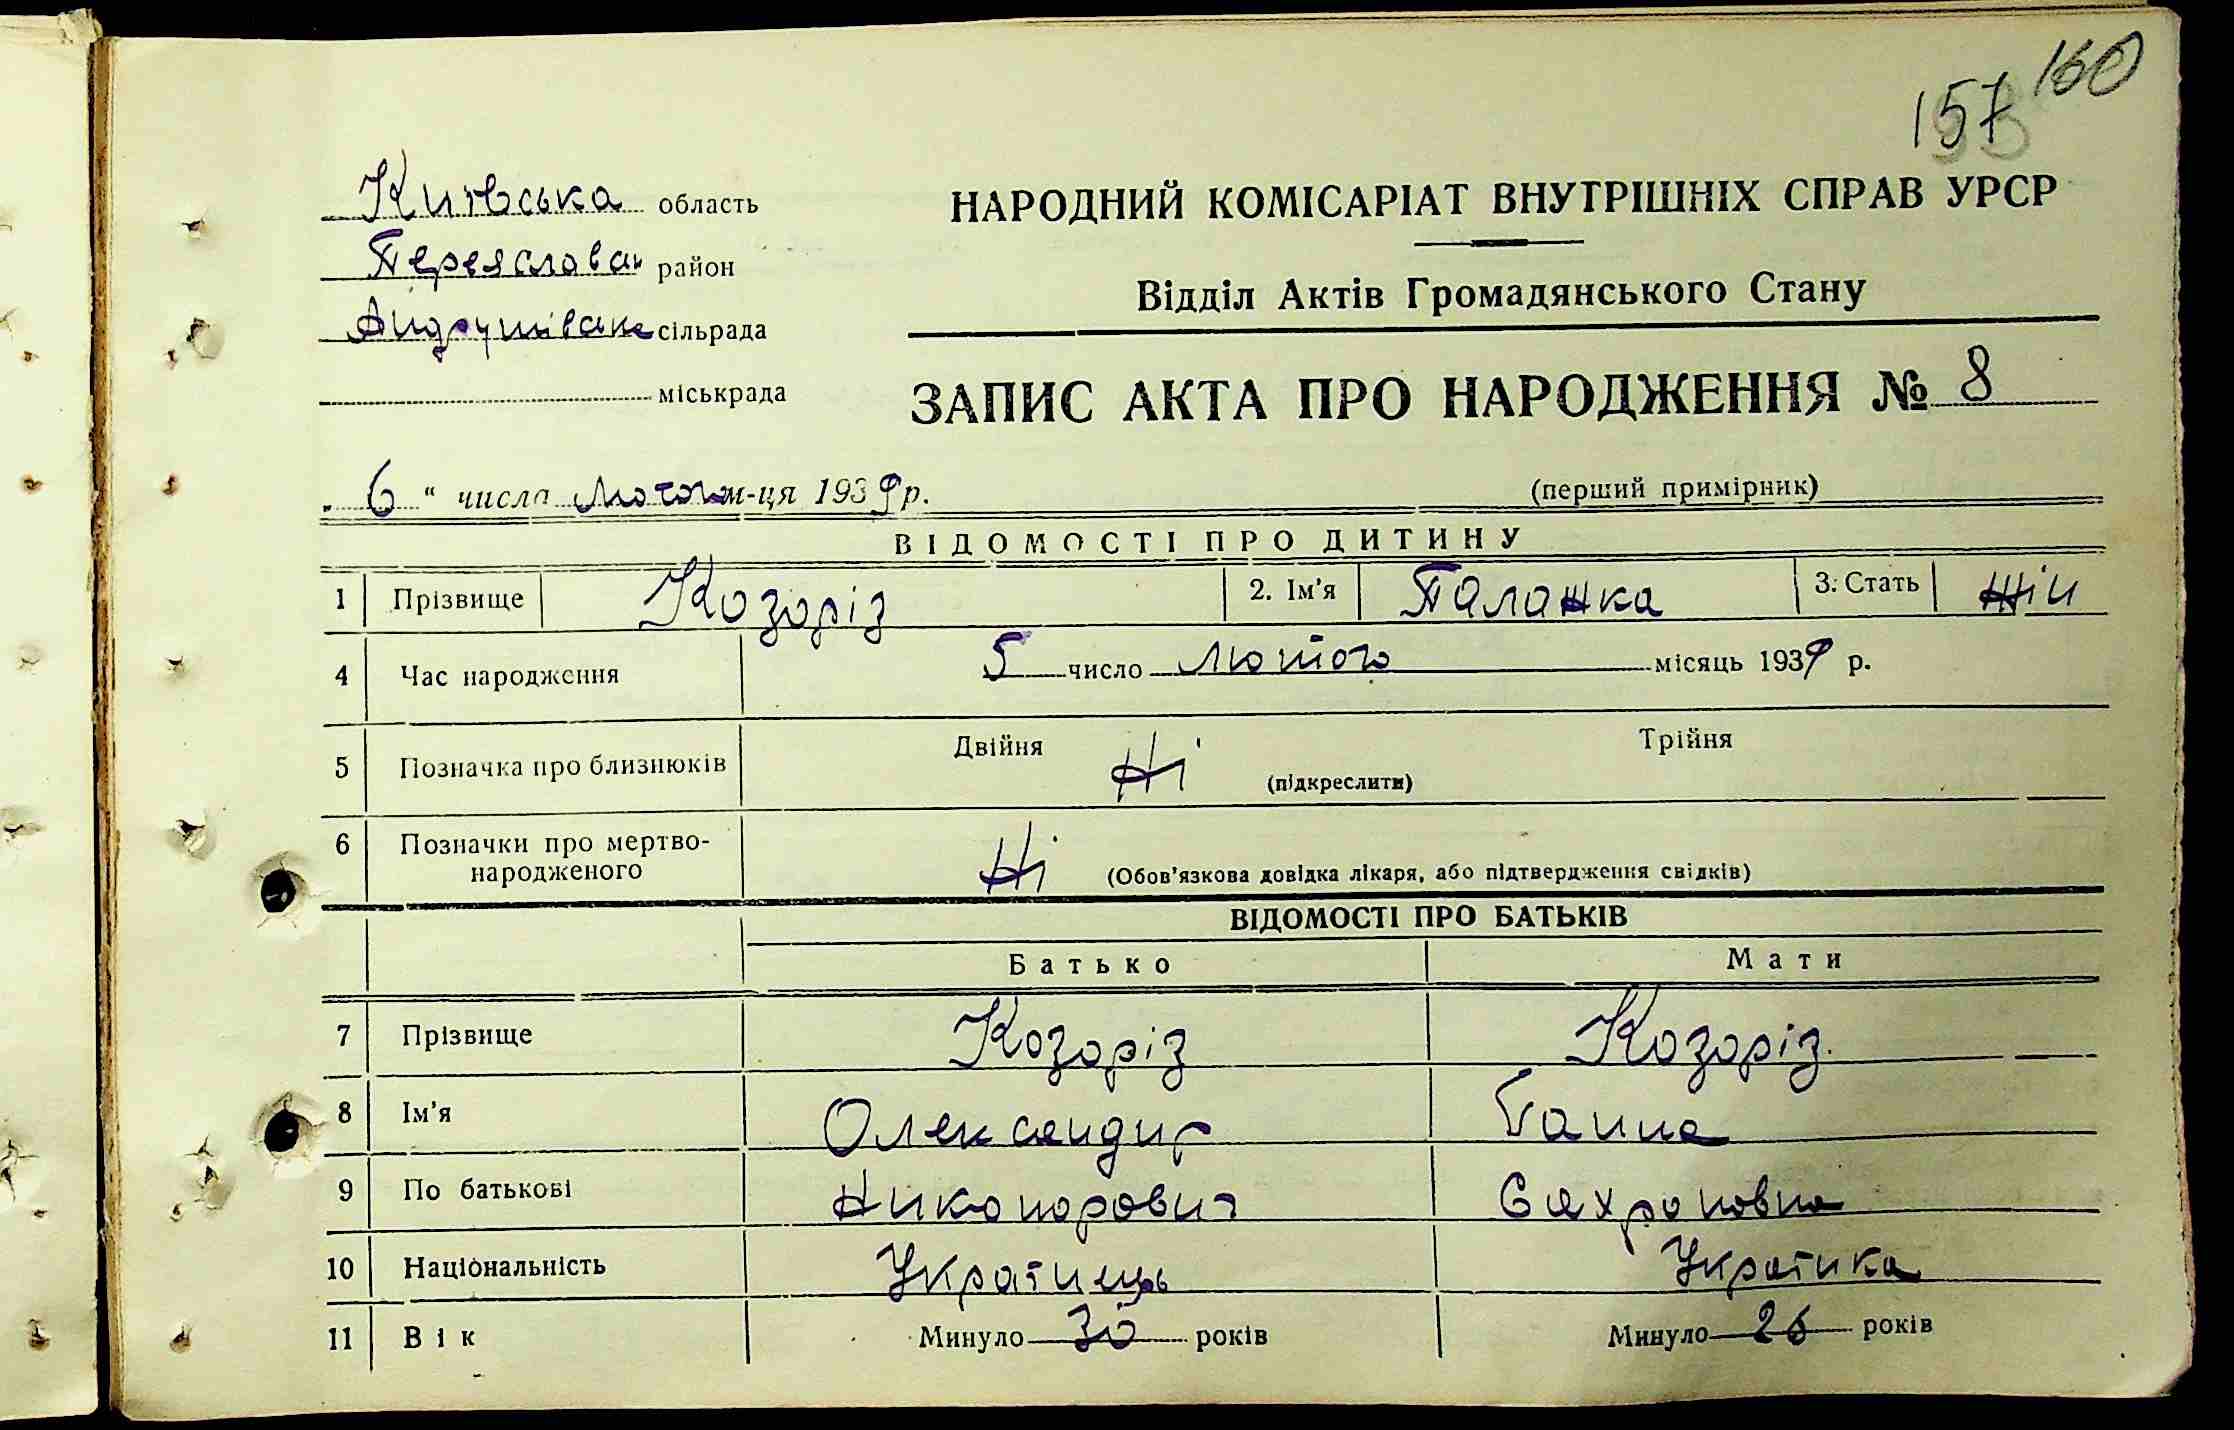 160
157
Київська область
Переяслован район
Андрушівське сільрада
міськрада
НАРОДНИЙ КОМІСАРІАТ ВНУТРІШНІХ СПРАВ УРСР
Відділ Актів Громадянського Стану
ЗАПИС АКТА ПРО НАРОДЖЕННЯ № 8
„ 6 “ числа Лютого м-ця 1939 р. (перший примірник)
ВІДОМОСТІ ПРО ДИТИНУ
1 Прізвище Козоріз 2. Ім’я Палажка 3. Стать жін
4 Час народження 5 число Лютого місяць 1939 р.
5 Позначка про близнюків Двійня Ні (підкреслити) Трійня
6 Позначки про мертво-
народженого Ні (Обов’язкова довідка лікаря, або підтвердження свідків)
ВІДОМОСТІ ПРО БАТЬКІВ
Батько Мати
7 Прізвище Козоріз Козоріз
8 Ім’я Олександир Ганна
9 По батькові Никонорович Сахроновна
10 Національність Українець Українка
11 Вік Минуло 30 років Минуло 26 років